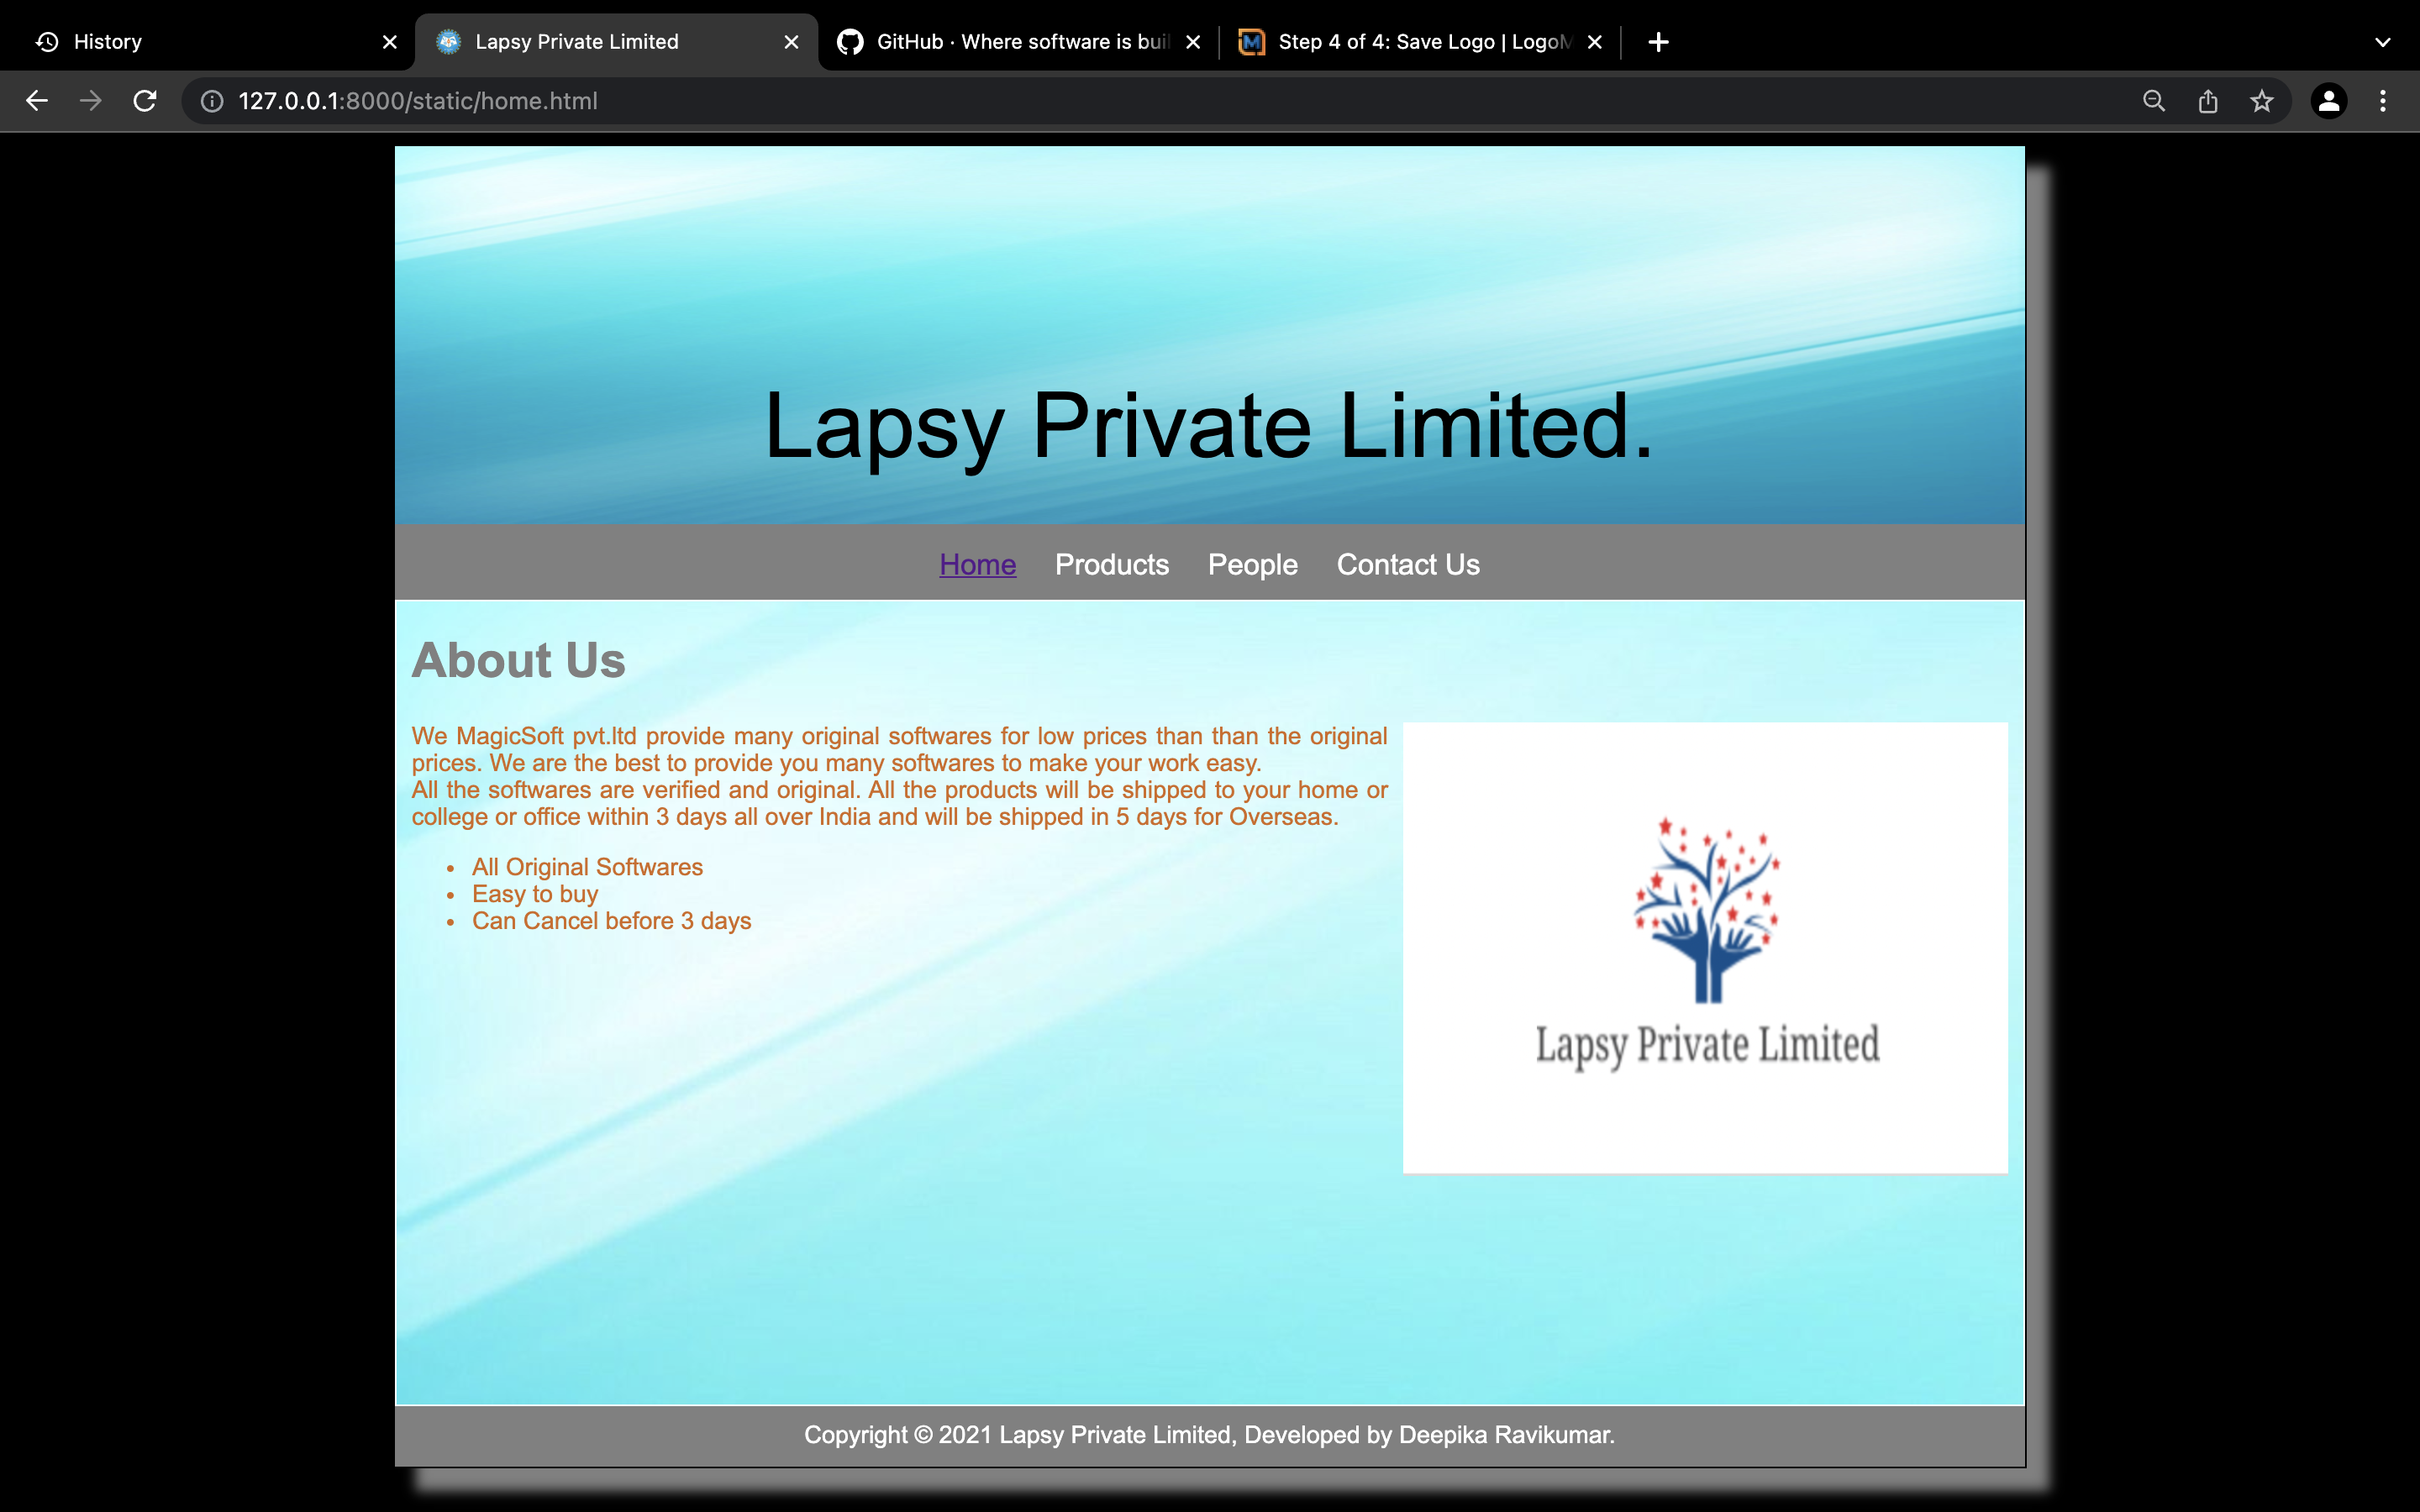 History
Lapsy Private Limited
GitHub · Where software is buil
Step 4 of 4: Save Logo | LogoM
127.0.0.1:8000/static/home.html
Lapsy Private Limited.
Home Products People Contact Us
About Us
We MagicSoft pvt.ltd provide many original softwares for low prices than than the original
prices. We are the best to provide you many softwares to make your work easy.
All the softwares are verified and original. All the products will be shipped to your home or
college or office within 3 days all over India and will be shipped in 5 days for Overseas.
• All Original Softwares
• Easy to buy
• Can Cancel before 3 days
Lapsy Private Limited
Copyright © 2021 Lapsy Private Limited, Developed by Deepika Ravikumar.